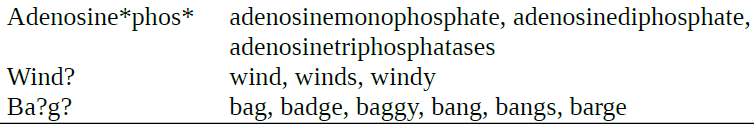 Adenosine*phos* adenosinemonophosphate, adenosinediphosphate,
adenosinetriphosphatases
Wind? wind, winds, windy
Ba?g? bag, badge, baggy, bang, bangs, barge